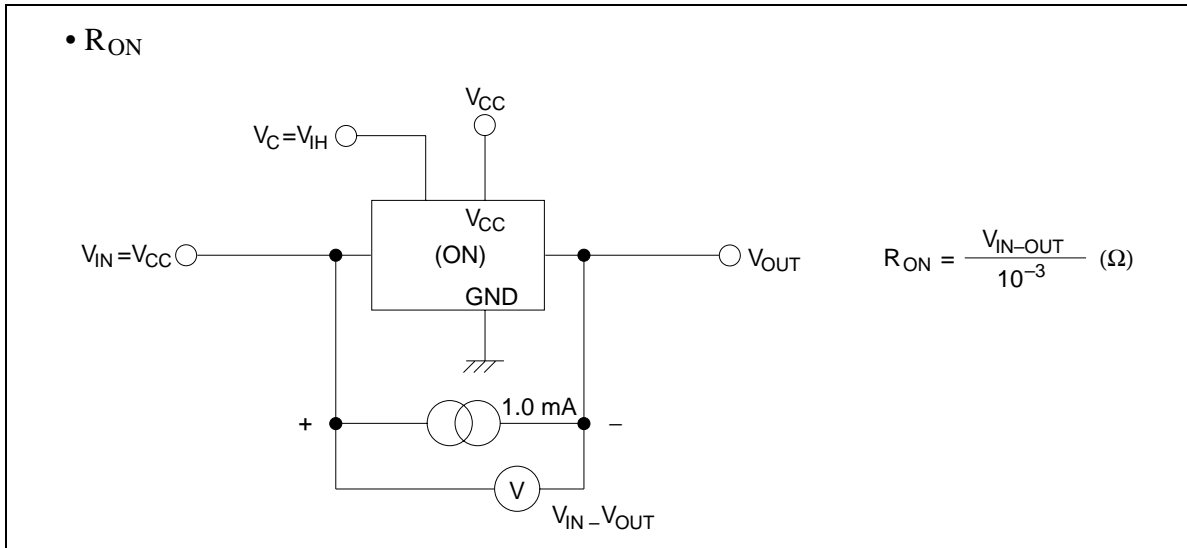 • R_ON
V_CC
V_C=V_IH
V_CC
V_IN=V_CC (ON) V_OUT R_ON = V_IN–OUT / 10^–3 (Ω)
GND
1.0 mA
+ –
V
V_IN – V_OUT